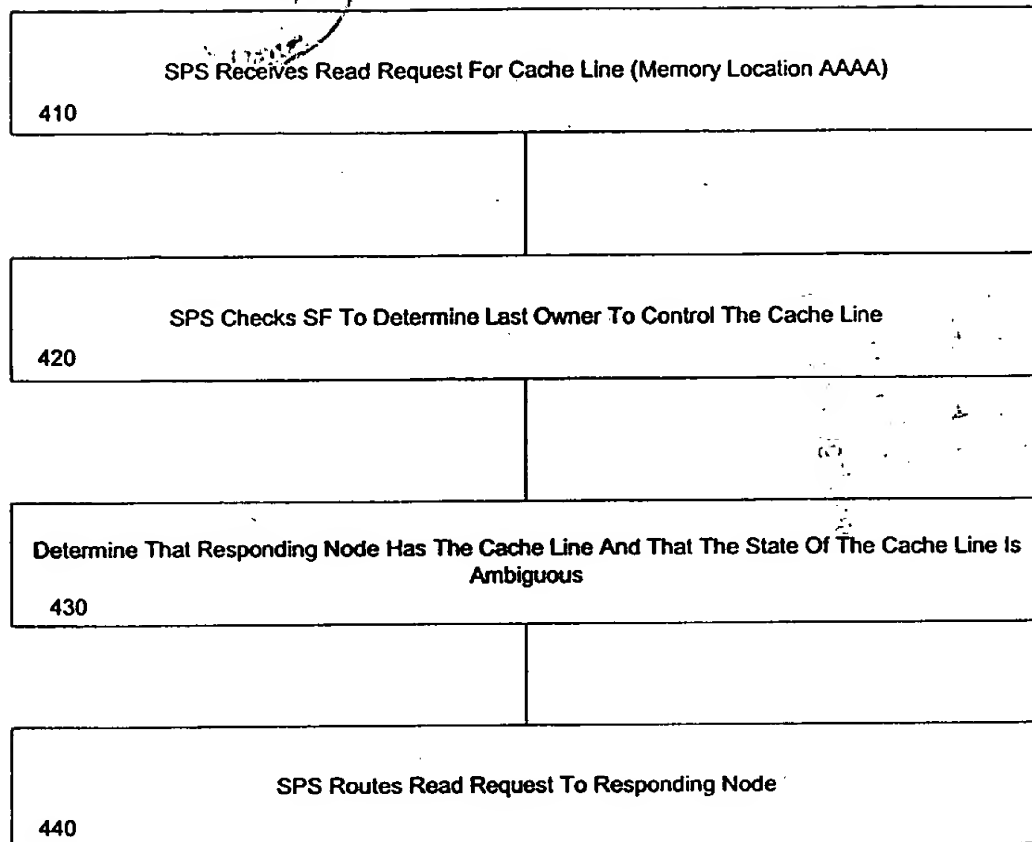 SPS Receives Read Request For Cache Line (Memory Location AAAA)
410
SPS Checks SF To Determine Last Owner To Control The Cache Line
420
Determine That Responding Node Has The Cache Line And That The State Of The Cache Line Is
Ambiguous
430
SPS Routes Read Request To Responding Node
440